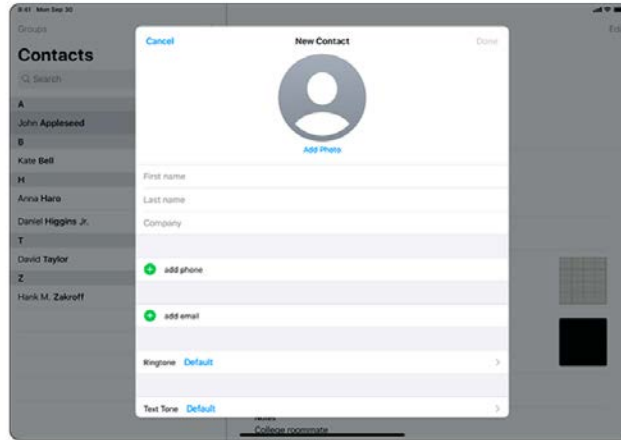 9:41 Mon Sep 30
Groups
Contacts
Search
A
John Appleseed
B
Kate Bell
H
Anna Haro
Daniel Higgins Jr.
T
David Taylor
Z
Hank M. Zakroff
Cancel New Contact Done
Add Photo
First name
Last name
Company
add phone
add email
Ringtone Default
Text Tone Default
Notes
College roommate